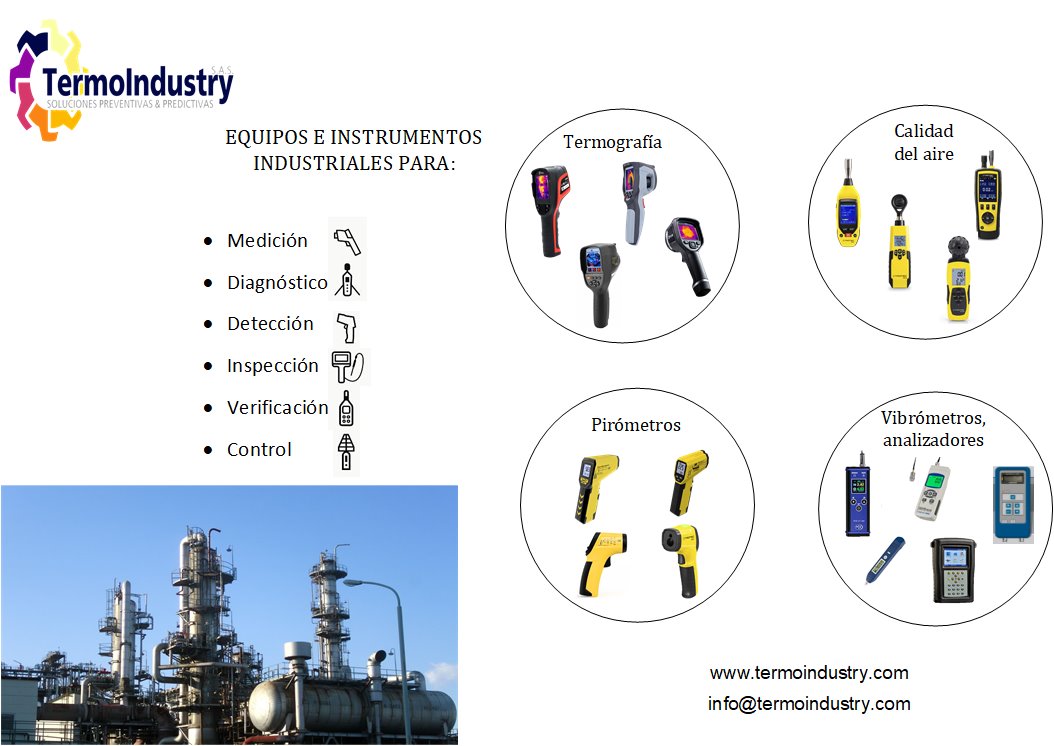 S.A.S.
TermoIndustry
SOLUCIONES PREVENTIVAS & PREDICTIVAS
EQUIPOS E INSTRUMENTOS
INDUSTRIALES PARA:
• Medición
• Diagnóstico
• Detección
• Inspección
• Verificación
• Control
Termografía
Calidad
del aire
Pirómetros
Vibrómetros,
analizadores
www.termoindustry.com
info@termoindustry.com